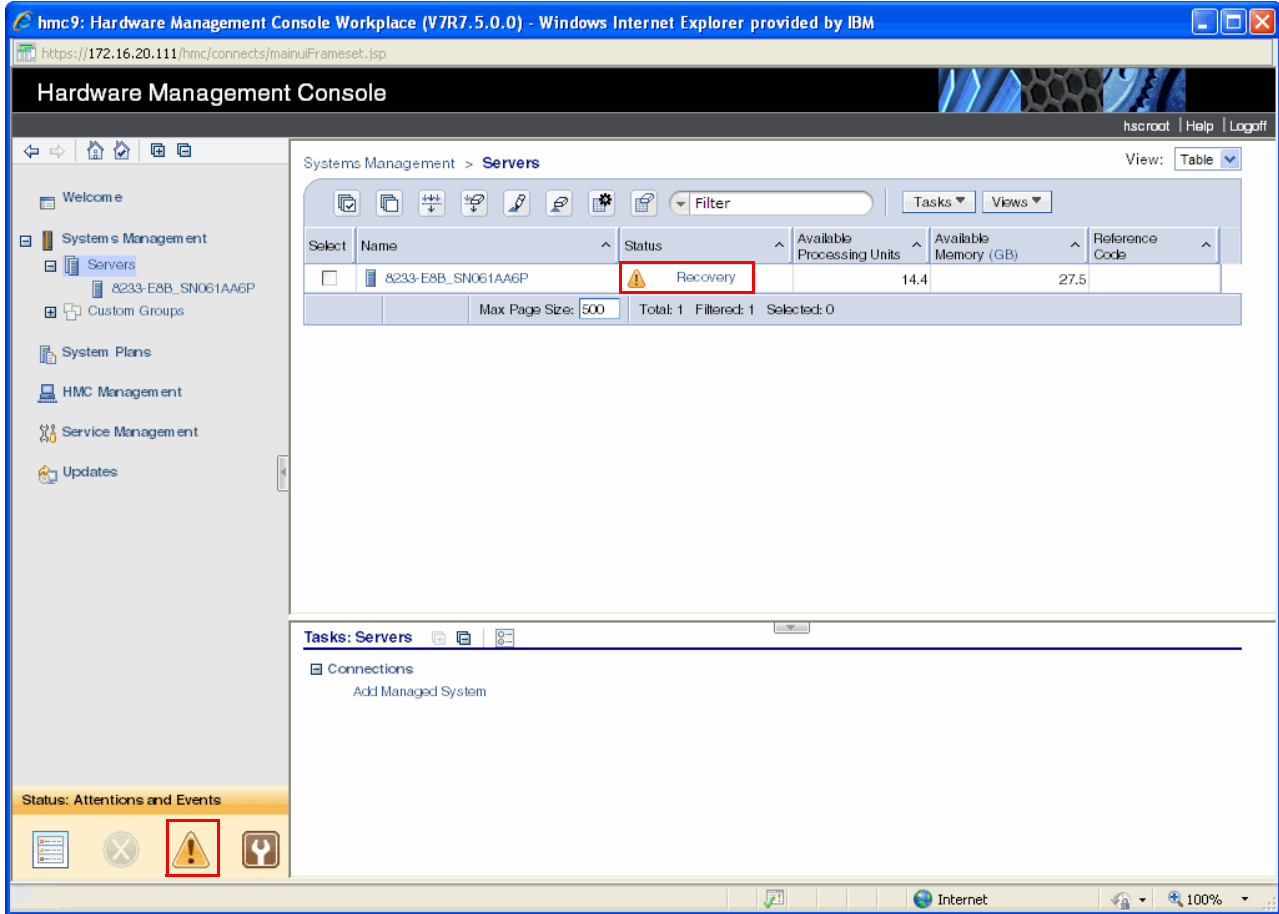 hmc9: Hardware Management Console Workplace (V7R7.5.0.0) - Windows Internet Explorer provided by IBM
https://172.16.20.111/hmc/connects/mainuiFrameset.jsp
Hardware Management Console
hscroot | Help | Logoff
Systems Management > Servers
View: Table
Welcome
Filter
Tasks
Views
Systems Management
Servers
8233-E8B_SN061AA6P
Custom Groups
System Plans
HMC Management
Service Management
Updates
Select
Name
Status
Available Processing Units
Available Memory (GB)
Reference Code
8233-E8B_SN061AA6P
Recovery
14.4
27.5
Max Page Size: 500
Total: 1 Filtered: 1 Selected: 0
Tasks: Servers
Connections
Add Managed System
Status: Attentions and Events
Internet
100%